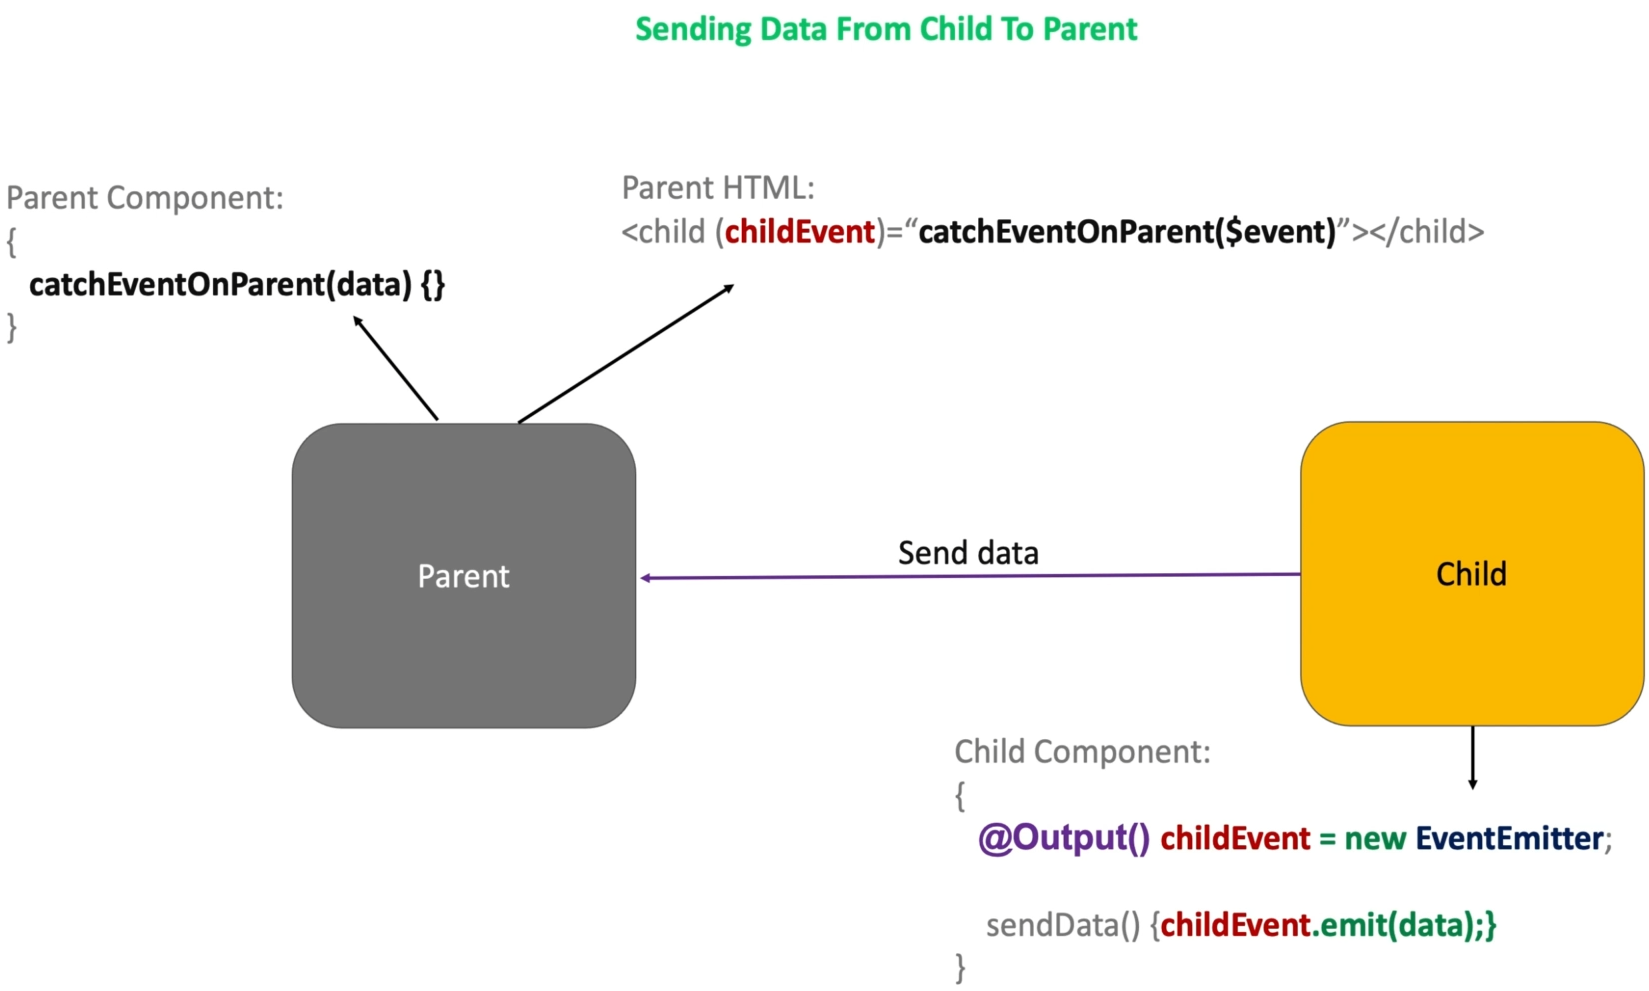 Sending Data From Child To Parent
Parent Component:
{
catchEventOnParent(data) {}
}
Parent HTML:
<child (childEvent)=“catchEventOnParent($event)”></child>
Parent
Send data
Child
Child Component:
{
@Output() childEvent = new EventEmitter;
sendData() {childEvent.emit(data);}
}